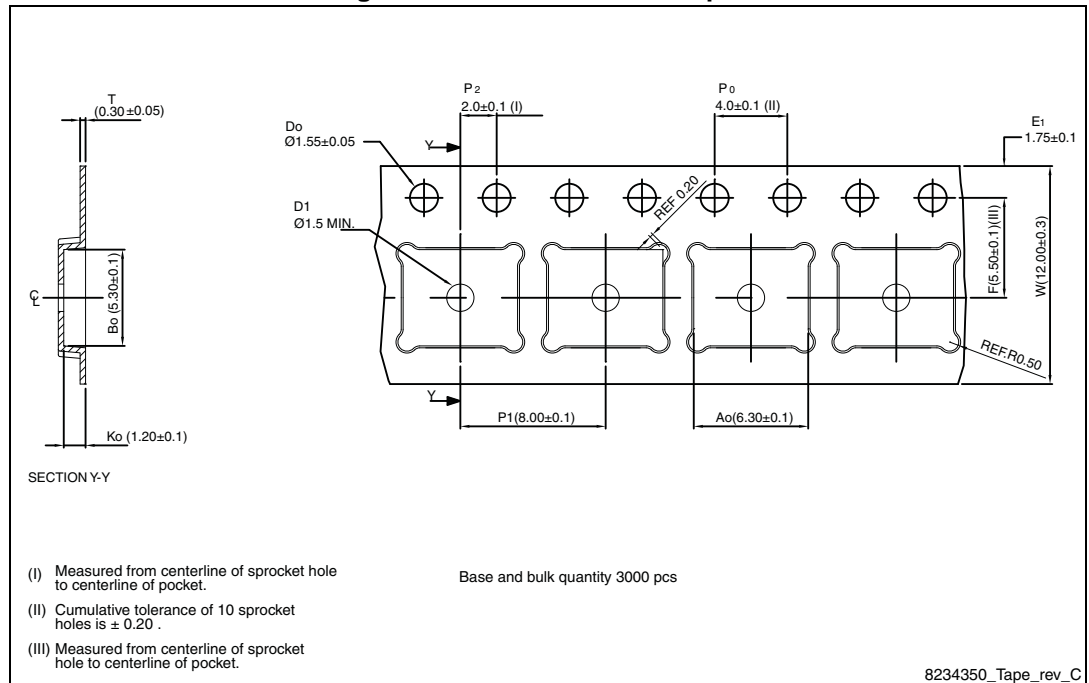 T
(0.30±0.05)
P2
2.0±0.1 (I)
P0
4.0±0.1 (II)
E1
1.75±0.1
Do
Ø1.55±0.05
Y
REF 0.20
D1
Ø1.5 MIN.
F(5.50±0.1)(III)
W(12.00±0.3)
Bo (5.30±0.1)
CL
REF.R0.50
Y
P1(8.00±0.1)
Ao(6.30±0.1)
Ko (1.20±0.1)
SECTION Y-Y
(I) Measured from centerline of sprocket hole
to centerline of pocket.
Base and bulk quantity 3000 pcs
(II) Cumulative tolerance of 10 sprocket
holes is ± 0.20 .
(III) Measured from centerline of sprocket
hole to centerline of pocket.
8234350_Tape_rev_C